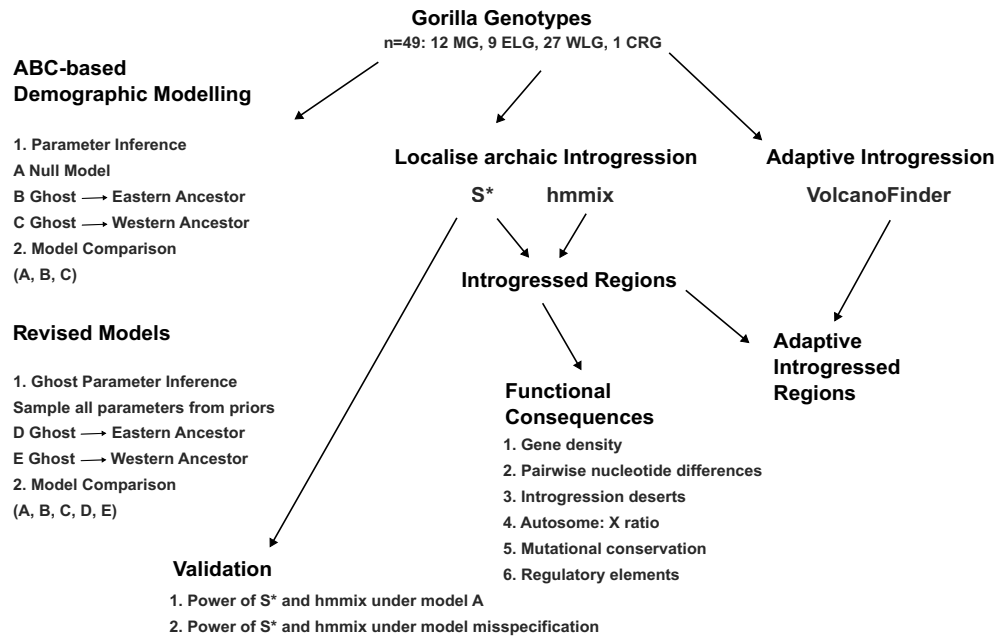 Gorilla Genotypes
n=49: 12 MG, 9 ELG, 27 WLG, 1 CRG
ABC-based
Demographic Modelling
1. Parameter Inference
A Null Model
B Ghost → Eastern Ancestor
C Ghost → Western Ancestor
2. Model Comparison
(A, B, C)
Revised Models
1. Ghost Parameter Inference
Sample all parameters from priors
D Ghost → Eastern Ancestor
E Ghost → Western Ancestor
2. Model Comparison
(A, B, C, D, E)
Localise archaic Introgression
S* hmmix
Introgressed Regions
Adaptive Introgression
VolcanoFinder
Adaptive
Introgressed
Regions
Functional
Consequences
1. Gene density
2. Pairwise nucleotide differences
3. Introgression deserts
4. Autosome: X ratio
5. Mutational conservation
6. Regulatory elements
Validation
1. Power of S* and hmmix under model A
2. Power of S* and hmmix under model misspecification